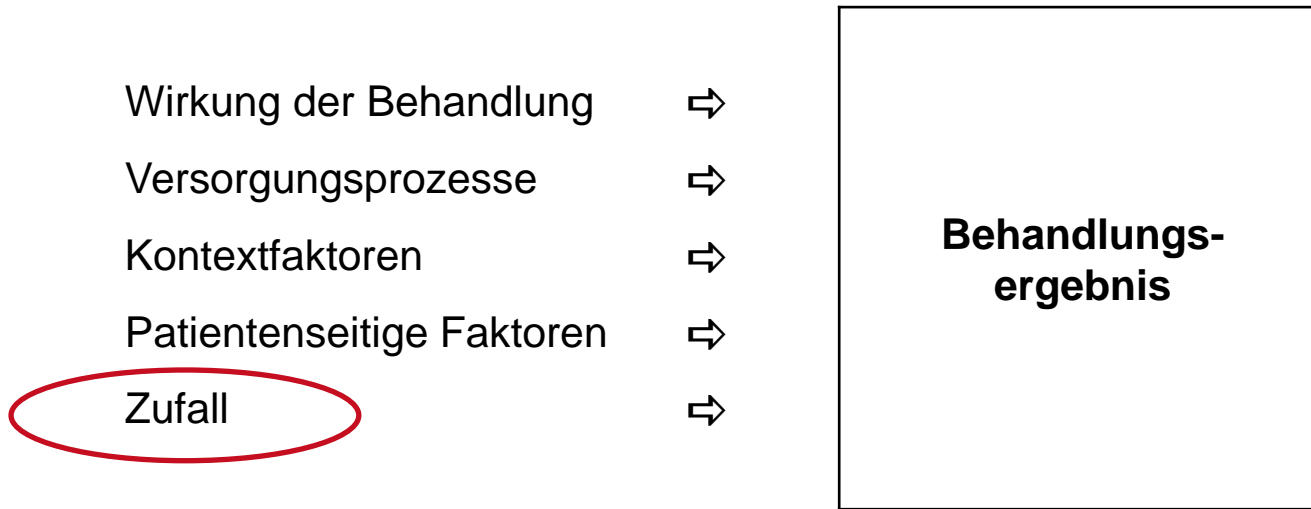 Wirkung der Behandlung ⇨
Versorgungsprozesse ⇨
Kontextfaktoren ⇨
Patientenseitige Faktoren ⇨
Zufall ⇨
Behandlungs-
ergebnis